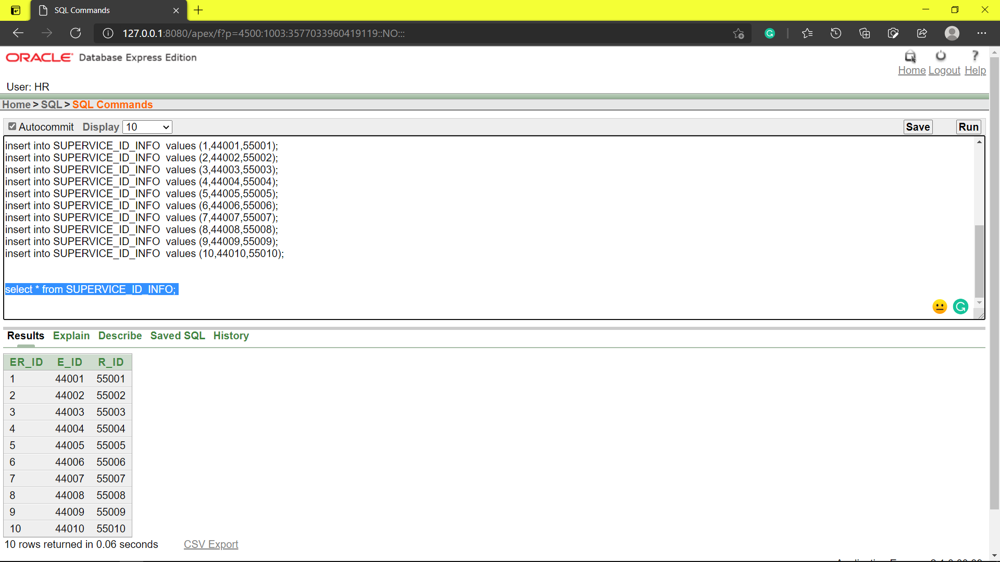 SQL Commands
127.0.0.1:8080/apex/f?p=4500:1003:3577033960419119::NO:::
ORACLE Database Express Edition
Home Logout Help
User: HR
Home > SQL > SQL Commands
Autocommit Display 10 Save Run
insert into SUPERVICE_ID_INFO  values (1,44001,55001);
insert into SUPERVICE_ID_INFO  values (2,44002,55002);
insert into SUPERVICE_ID_INFO  values (3,44003,55003);
insert into SUPERVICE_ID_INFO  values (4,44004,55004);
insert into SUPERVICE_ID_INFO  values (5,44005,55005);
insert into SUPERVICE_ID_INFO  values (6,44006,55006);
insert into SUPERVICE_ID_INFO  values (7,44007,55007);
insert into SUPERVICE_ID_INFO  values (8,44008,55008);
insert into SUPERVICE_ID_INFO  values (9,44009,55009);
insert into SUPERVICE_ID_INFO  values (10,44010,55010);
select * from SUPERVICE_ID_INFO;
Results Explain Describe Saved SQL History
ER_ID E_ID R_ID
1 44001 55001
2 44002 55002
3 44003 55003
4 44004 55004
5 44005 55005
6 44006 55006
7 44007 55007
8 44008 55008
9 44009 55009
10 44010 55010
10 rows returned in 0.06 seconds CSV Export